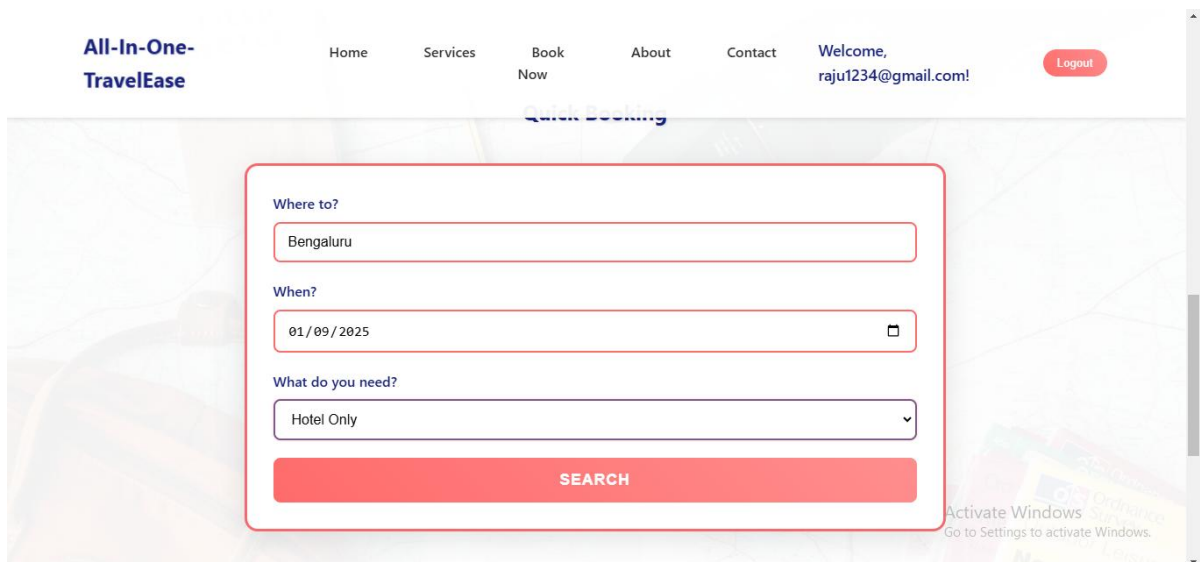 All-In-One-
TravelEase
Home
Services
Book
Now
About
Contact
Welcome,
raju1234@gmail.com!
Logout
Quick Booking
Where to?
Bengaluru
When?
01/09/2025
What do you need?
Hotel Only
SEARCH
Activate Windows
Go to Settings to activate Windows.
Ordnance